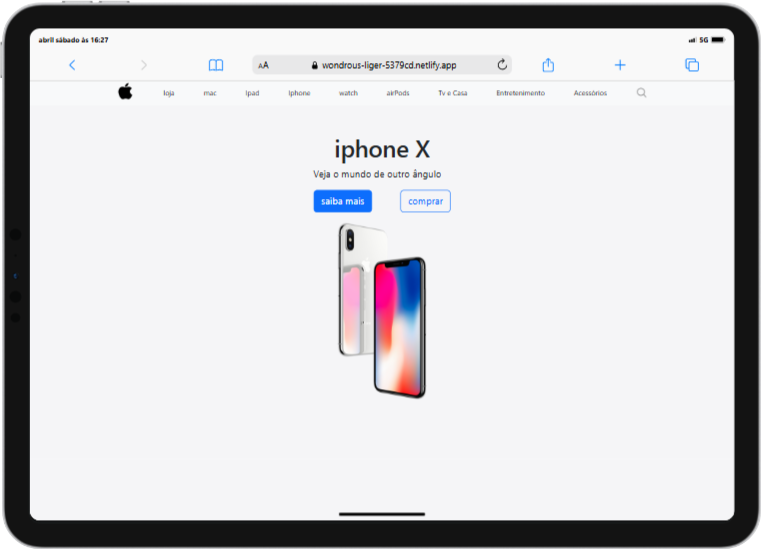 abril sábado às 16:27 5G
AA wondrous-liger-5379cd.netlify.app
loja mac Ipad Iphone watch airPods Tv e Casa Entretenimento Acessórios
iphone X
Veja o mundo de outro ângulo
saiba mais comprar